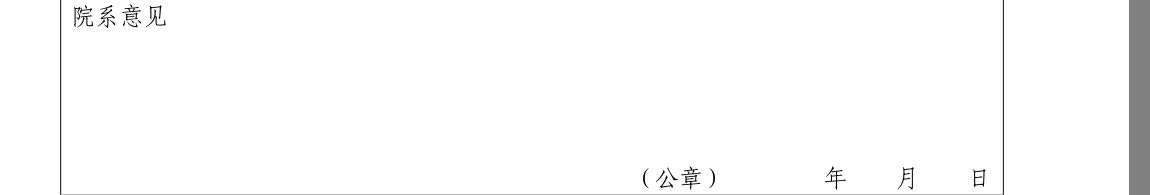 院系意见
（公章） 年 月 日